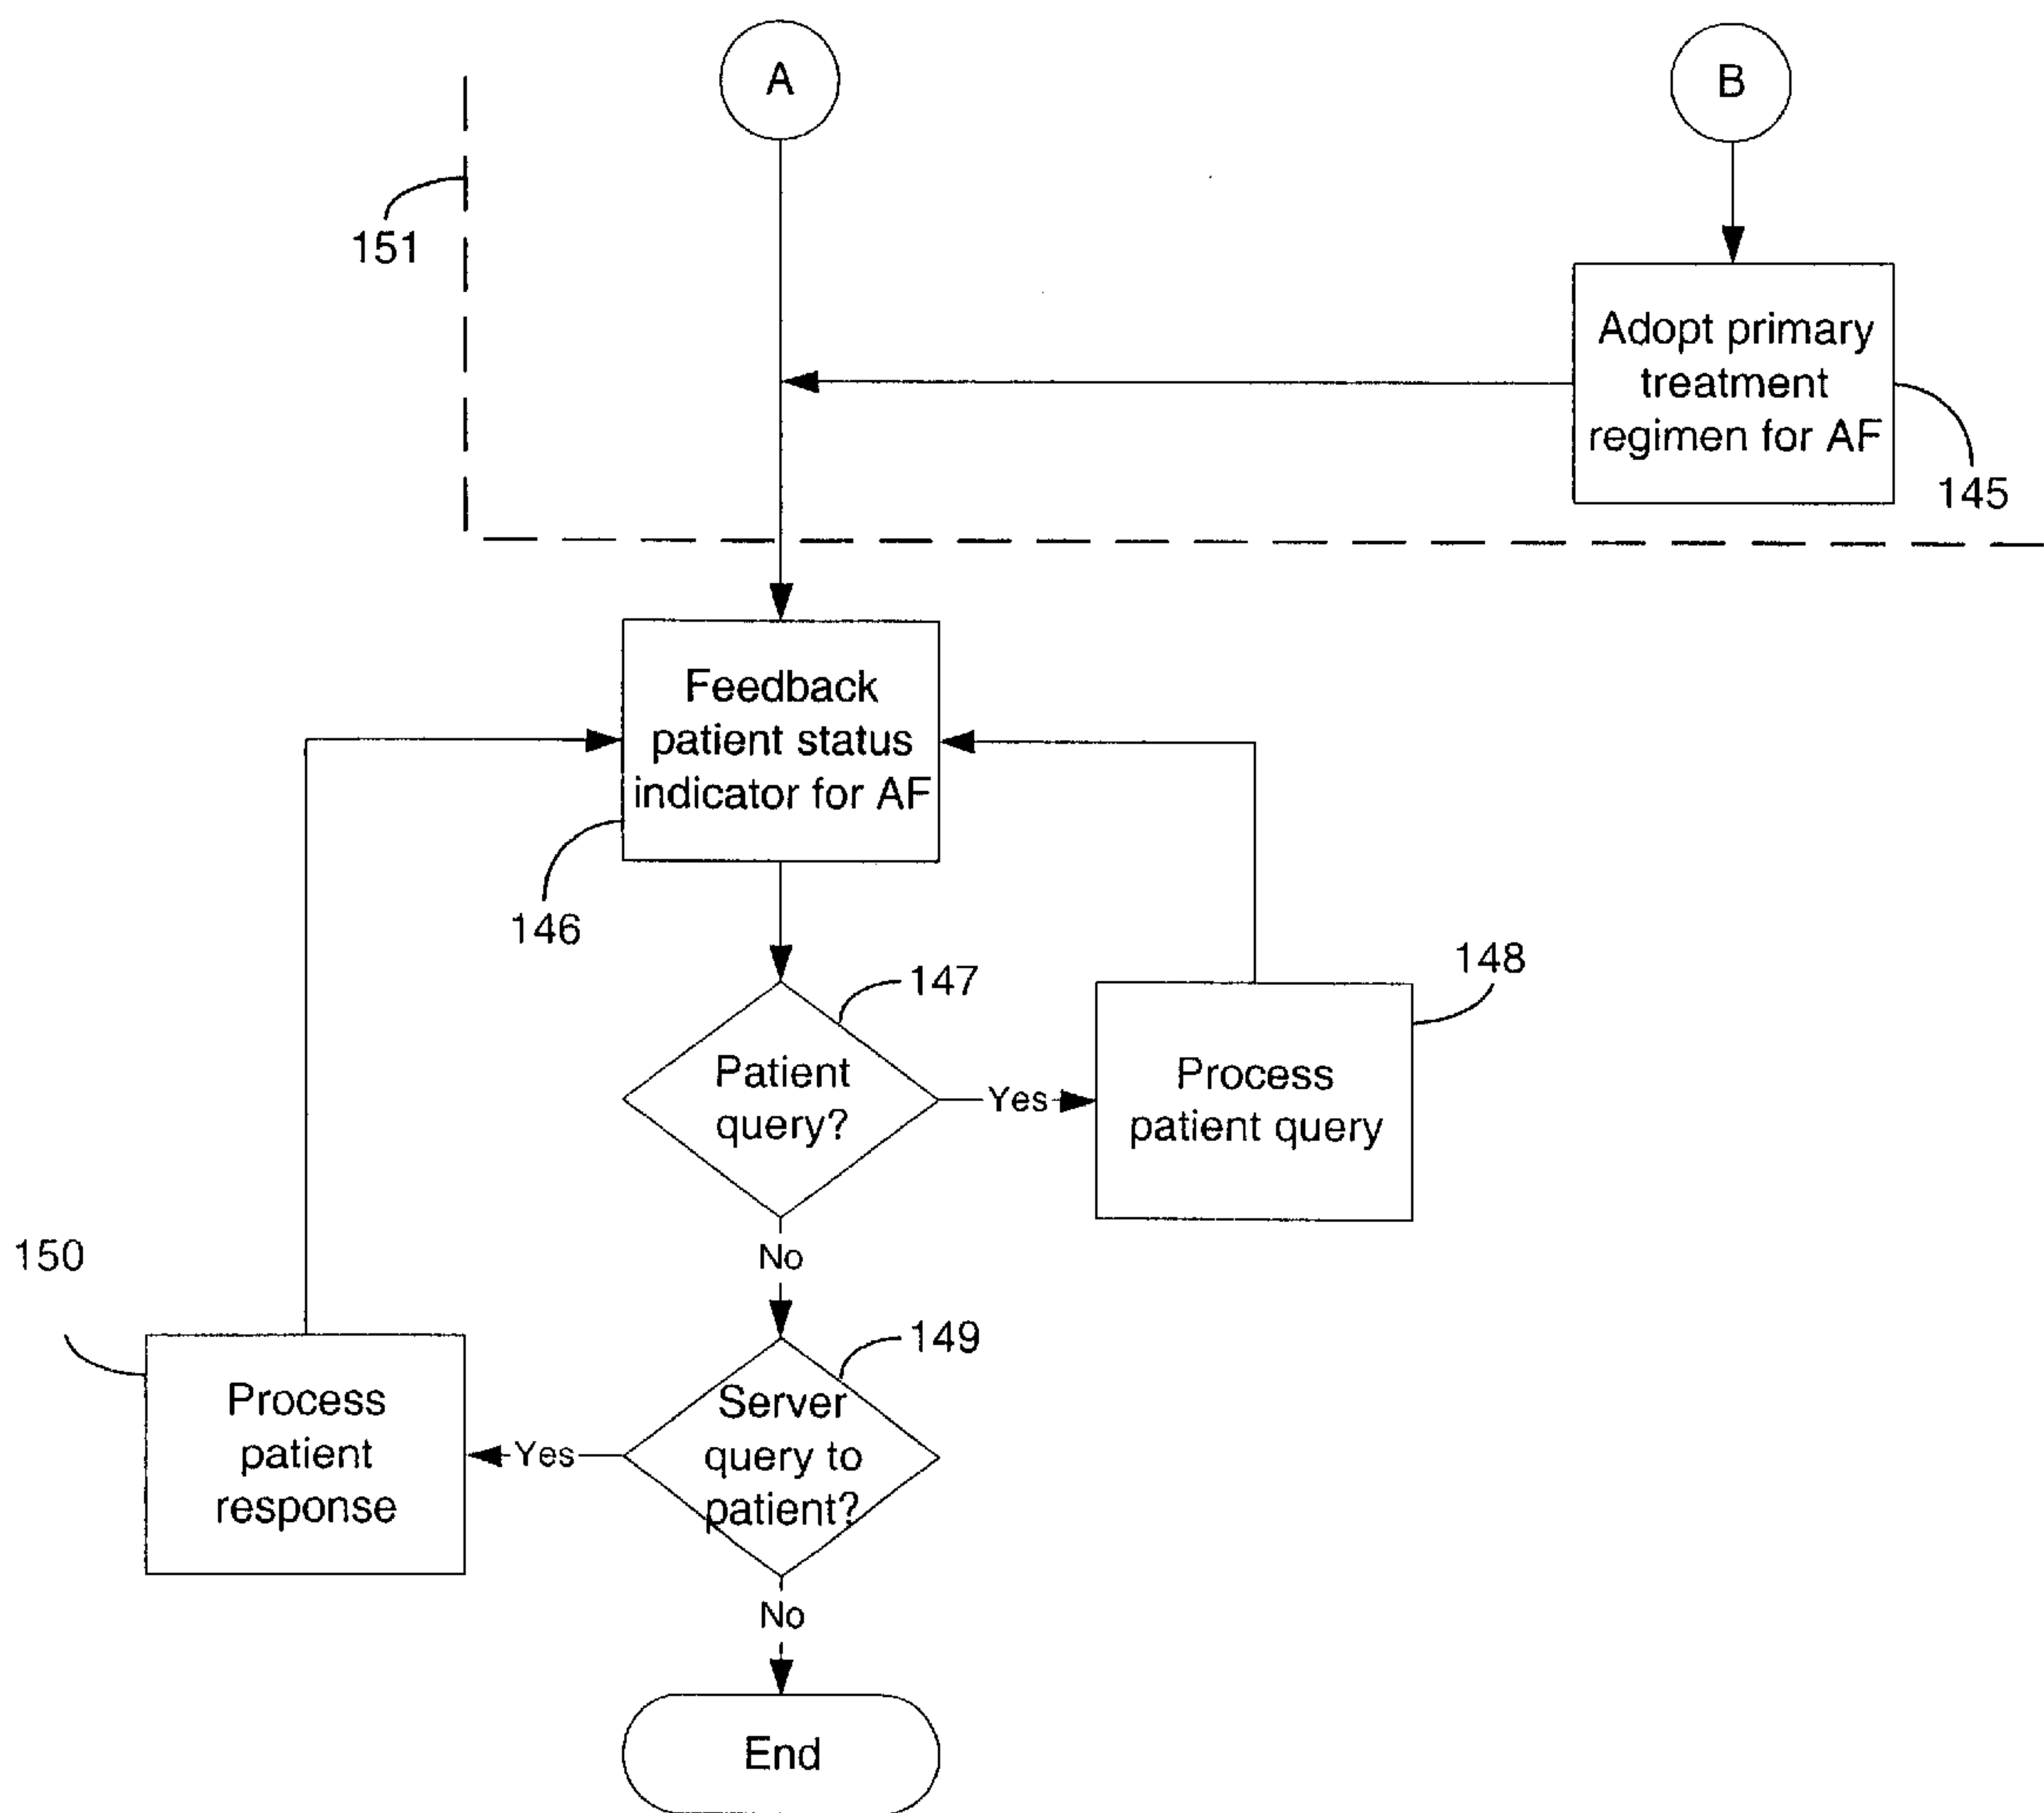 A
B
151
Adopt primary
treatment
regimen for AF
145
Feedback
patient status
indicator for AF
146
147
Patient
query?
Yes
148
Process
patient query
No
150
149
Server
query to
patient?
Yes
Process
patient
response
No
End